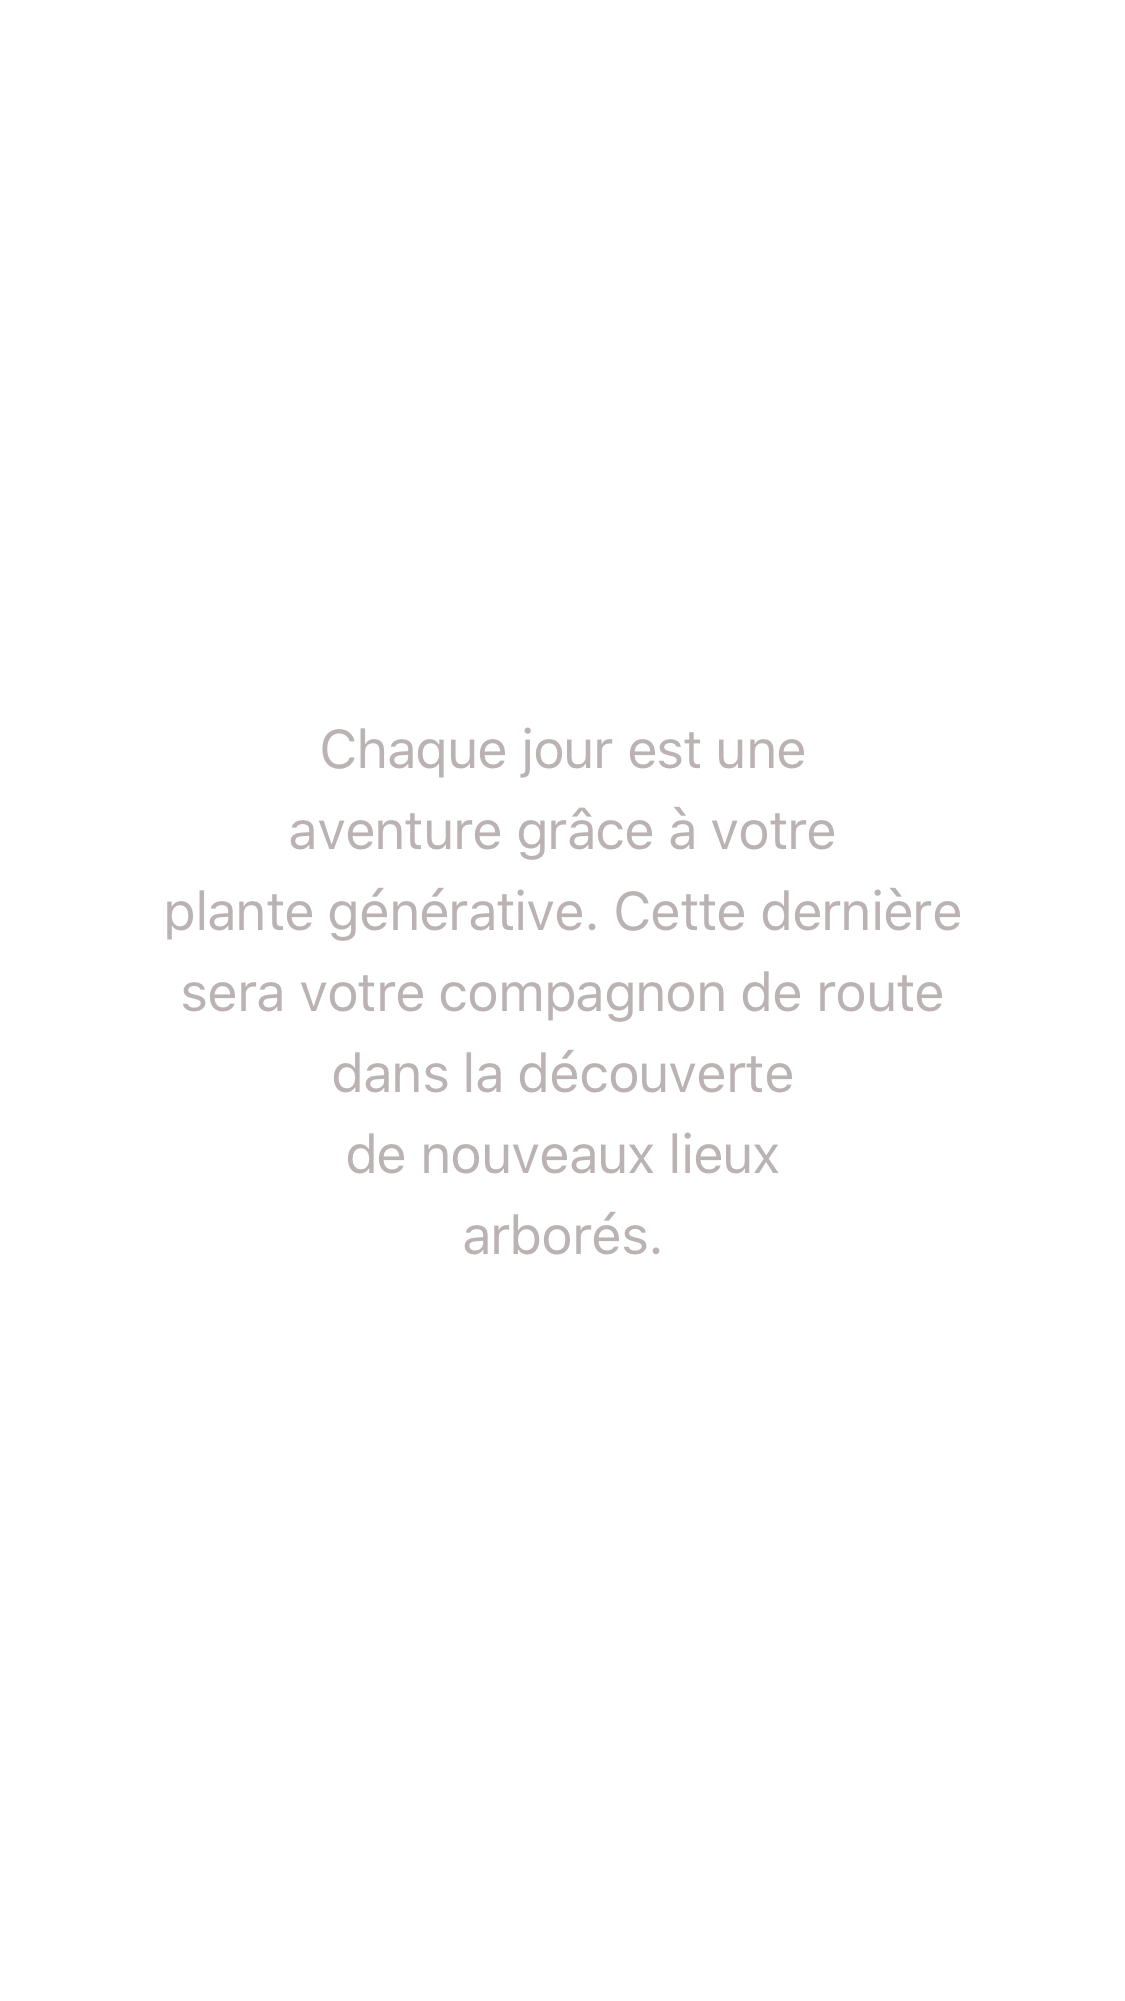 Chaque jour est une
aventure grâce à votre
plante générative. Cette dernière
sera votre compagnon de route
dans la découverte
de nouveaux lieux
arborés.